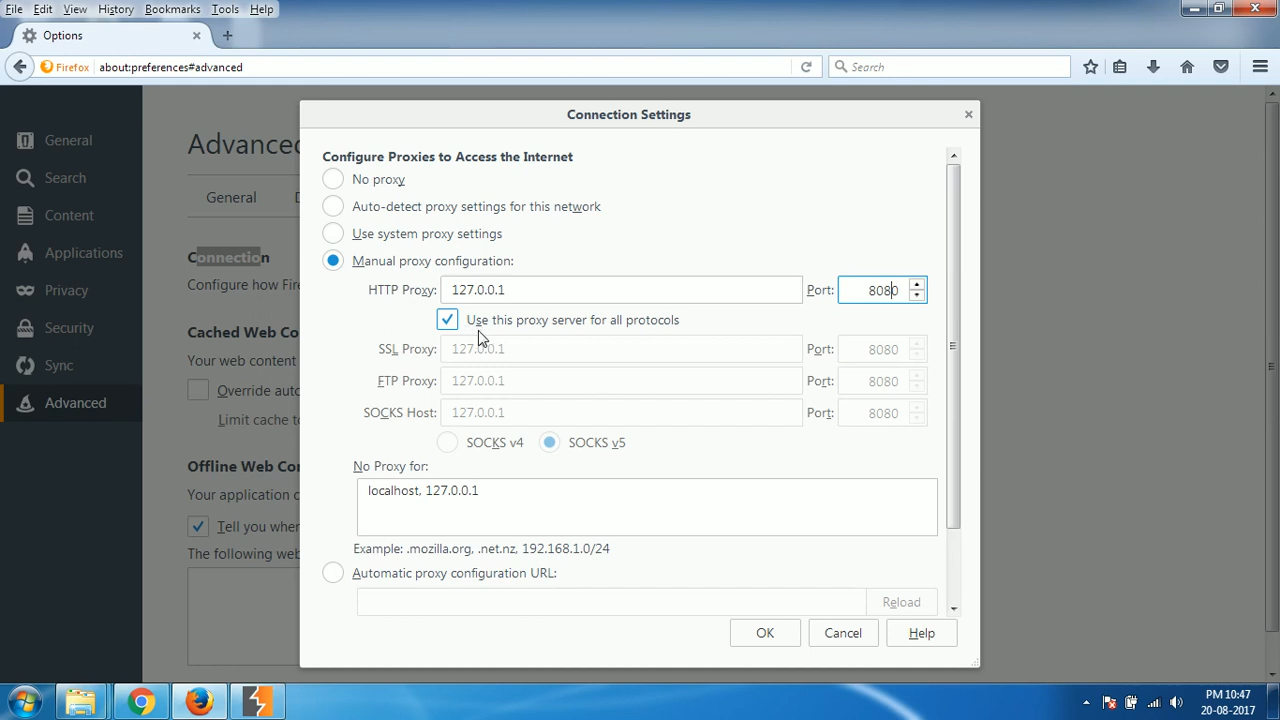 File Edit View History Bookmarks Tools Help
Options
Firefox about:preferences#advanced Search
Connection Settings
General
Search
Content
Applications
Privacy
Security
Sync
Advanced
Advanced
General D
Connection
Configure how Fire
Cached Web Co
Your web content
Override auto
Limit cache to
Offline Web Con
Your application c
Tell you when
The following web
Configure Proxies to Access the Internet
No proxy
Auto-detect proxy settings for this network
Use system proxy settings
Manual proxy configuration:
HTTP Proxy: 127.0.0.1 Port: 8080
Use this proxy server for all protocols
SSL Proxy: 127.0.0.1 Port: 8080
FTP Proxy: 127.0.0.1 Port: 8080
SOCKS Host: 127.0.0.1 Port: 8080
SOCKS v4 SOCKS v5
No Proxy for:
localhost, 127.0.0.1
Example: .mozilla.org, .net.nz, 192.168.1.0/24
Automatic proxy configuration URL:
Reload
OK Cancel Help
PM 10:47
20-08-2017